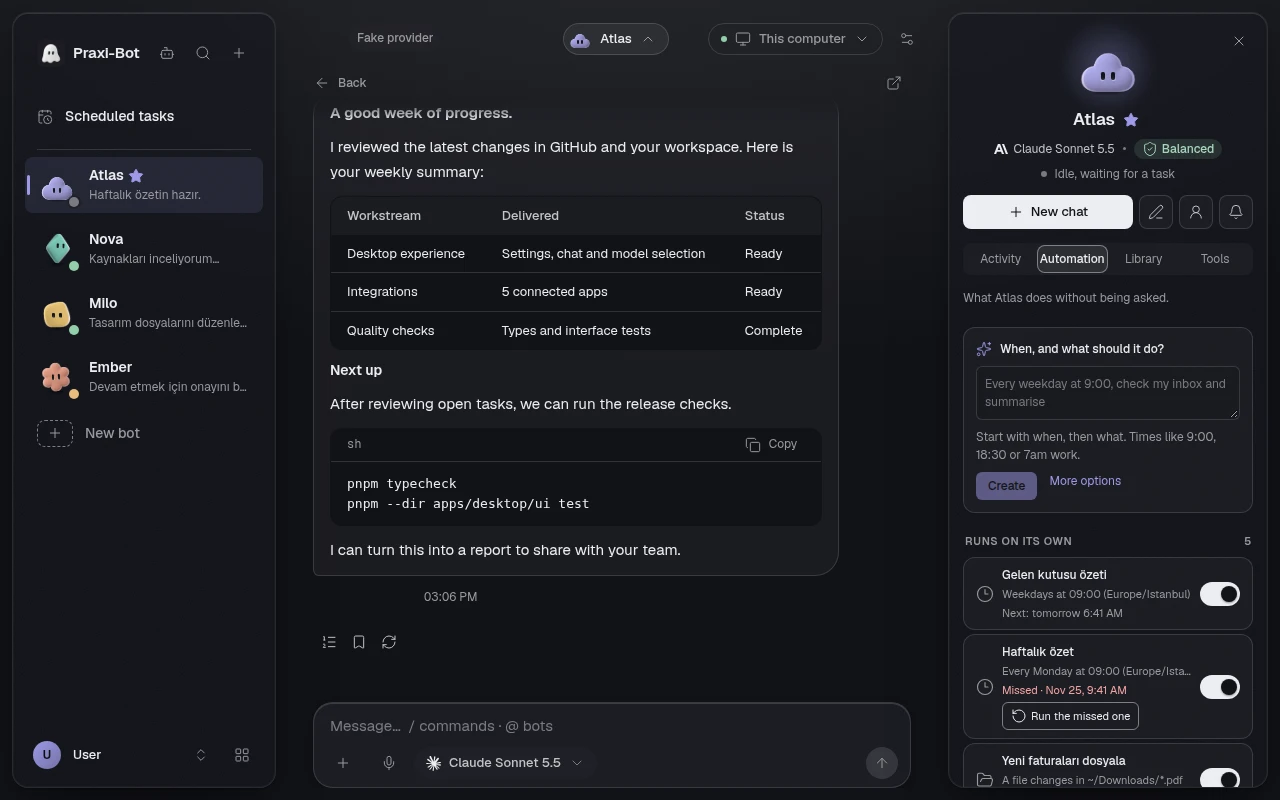 Praxi-Bot
Scheduled tasks
Atlas
Haftalık özetin hazır.
Nova
Kaynakları inceliyorum…
Milo
Tasarım dosyalarını düzenle…
Ember
Devam etmek için onayını b…
New bot
U User
Fake provider
Atlas
This computer
Back
A good week of progress.
I reviewed the latest changes in GitHub and your workspace. Here is
your weekly summary:
Workstream Delivered Status
Desktop experience Settings, chat and model selection Ready
Integrations 5 connected apps Ready
Quality checks Types and interface tests Complete
Next up
After reviewing open tasks, we can run the release checks.
sh Copy
pnpm typecheck
pnpm --dir apps/desktop/ui test
I can turn this into a report to share with your team.
03:06 PM
Message… / commands · @ bots
Claude Sonnet 5.5
Atlas
Claude Sonnet 5.5 • Balanced
Idle, waiting for a task
New chat
Activity Automation Library Tools
What Atlas does without being asked.
When, and what should it do?
Every weekday at 9:00, check my inbox and
summarise
Start with when, then what. Times like 9:00,
18:30 or 7am work.
Create More options
RUNS ON ITS OWN 5
Gelen kutusu özeti
Weekdays at 09:00 (Europe/Istanbul)
Next: tomorrow 6:41 AM
Haftalık özet
Every Monday at 09:00 (Europe/Ista…
Missed · Nov 25, 9:41 AM
Run the missed one
Yeni faturaları dosyala
A file changes in ~/Downloads/*.pdf